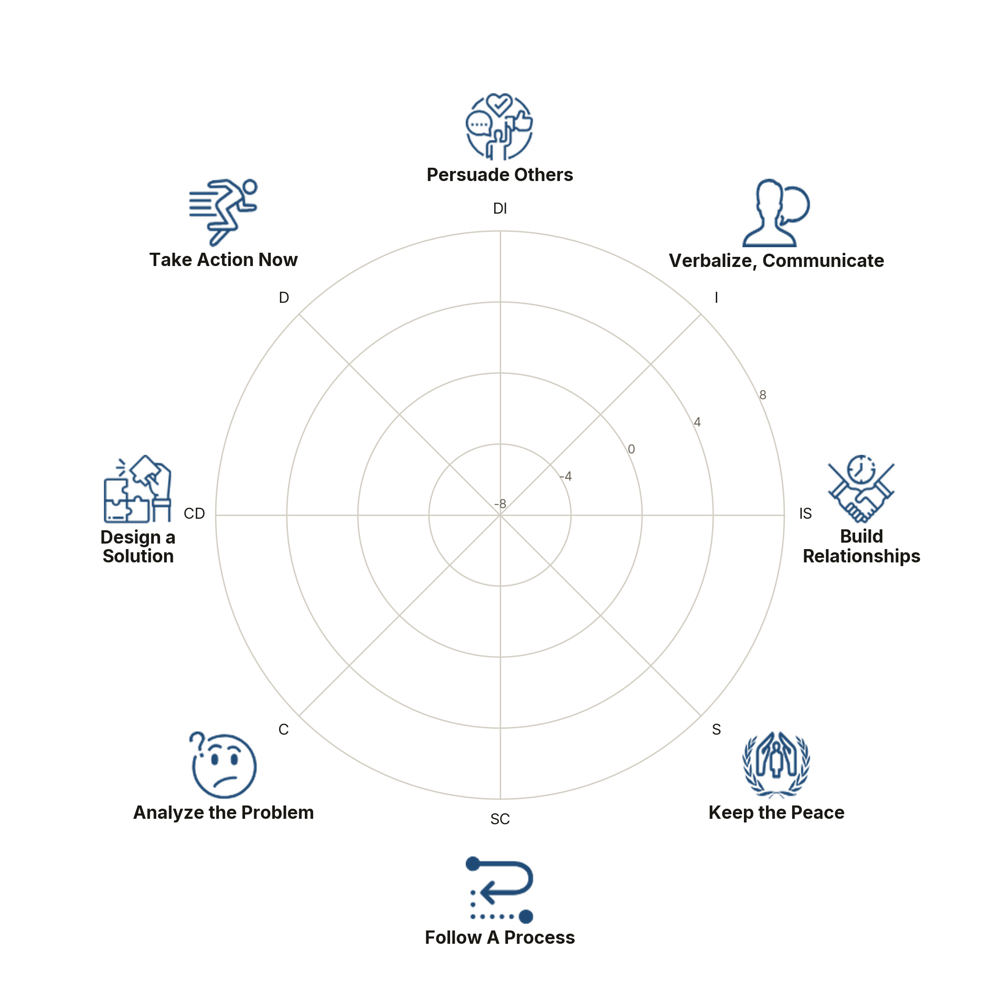 Persuade Others
DI
Take Action Now
Verbalize, Communicate
D
I
8
4
0
-4
-8
CD
IS
Design a
Solution
Build
Relationships
C
S
Analyze the Problem
Keep the Peace
SC
Follow A Process